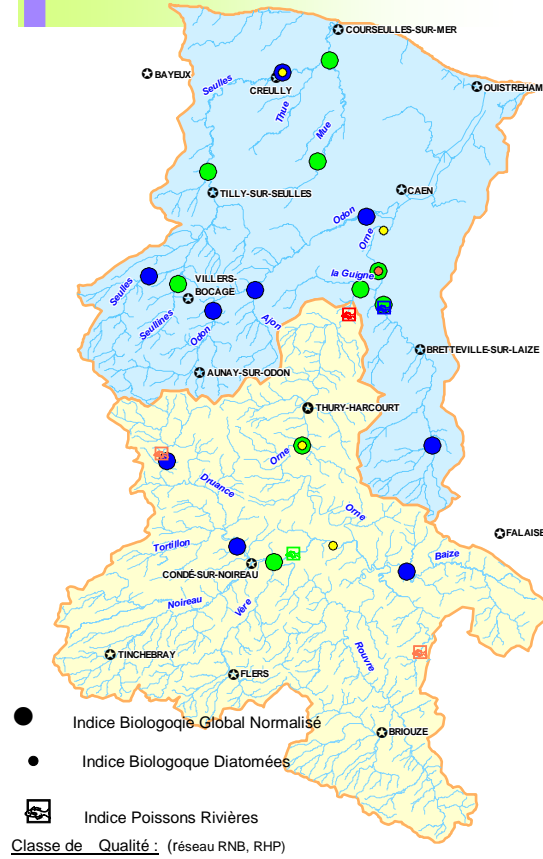 COURSEULLES-SUR-MER
BAYEUX
Seulles
CREULLY
OUISTREHAM
Thue
Mue
TILLY-SUR-SEULLES
CAEN
Odon
Orne
la Guigne
Seulles
VILLERS-
BOCAGE
Seullines
Odon
Ajon
BRETTEVILLE-SUR-LAIZE
AUNAY-SUR-ODON
THURY-HARCOURT
Orne
Druance
Orne
FALAISE
Tortillon
Baize
CONDÉ-SUR-NOIREAU
Noireau
Vère
Rouvre
TINCHEBRAY
FLERS
BRIOUZE
Indice Biologoqie Global Normalisé
Indice Biologoque Diatomées
Indice Poissons Rivières
Classe de Qualité : (réseau RNB, RHP)